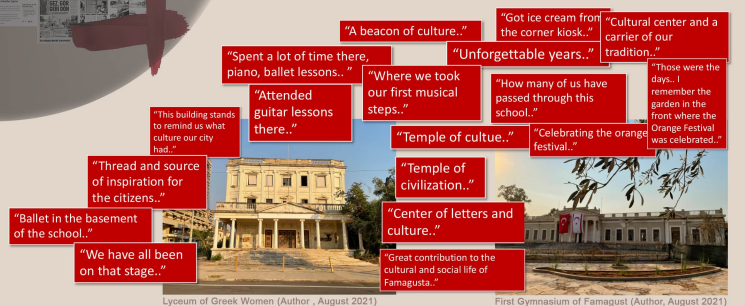 "A beacon of culture.."
"Got ice cream from
the corner kiosk.."
"Cultural center and a
carrier of our
tradition.."
"Spent a lot of time there,
piano, ballet lessons.. "
"Unforgettable years.."
"Those were the
days.. I
remember the
garden in the
front where the
Orange Festival
was celebrated.."
"Where we took
our first musical
steps.."
"How many of us have
passed through this
school.."
"Attended
guitar lessons
there.."
"This building stands
to remind us what
culture our city
had.."
"Temple of cultue.."
"Celebrating the orange
festival.."
"Thread and source
of inspiration for
the citizens.."
"Temple of
civilization.."
"Ballet in the basement
of the school.."
"Center of letters and
culture.."
"We have all been
on that stage.."
"Great contribution to the
cultural and social life of
Famagusta.."
Lyceum of Greek Women (Author , August 2021)
First Gymnasium of Famagust (Author, August 2021)